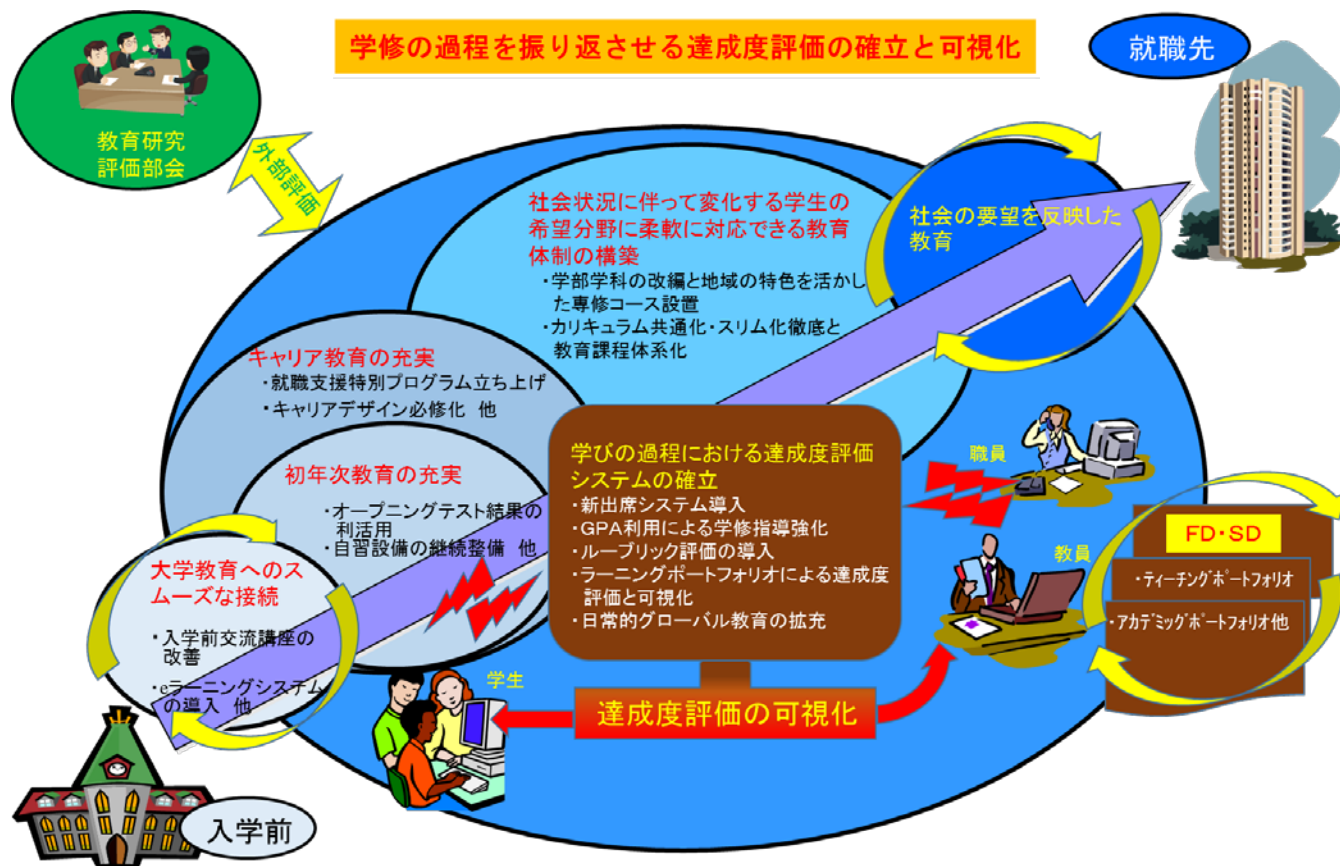 学修の過程を振り返させる達成度評価の確立と可視化
就職先
教育研究
評価部会
外部評価
社会状況に伴って変化する学生の
希望分野に柔軟に対応できる教育
体制の構築
・学部学科の改編と地域の特色を活かし
た専修コース設置
・カリキュラム共通化・スリム化徹底と
教育課程体系化
社会の要望を反映した
教育
キャリア教育の充実
・就職支援特別プログラム立ち上げ
・キャリアデザイン必修化 他
初年次教育の充実
・オープニングテスト結果の
利活用
・自習設備の継続整備 他
大学教育へのス
ムーズな接続
・入学前交流講座の
改善
・eラーニングシステム
の導入 他
学びの過程における達成度評価
システムの確立
・新出席システム導入
・GPA利用による学修指導強化
・ルーブリック評価の導入
・ラーニングポートフォリオによる達成度
評価と可視化
・日常的グローバル教育の拡充
職員
教員
FD・SD
・ティーチングポートフォリオ
・アカデミックポートフォリオ他
学生
達成度評価の可視化
入学前